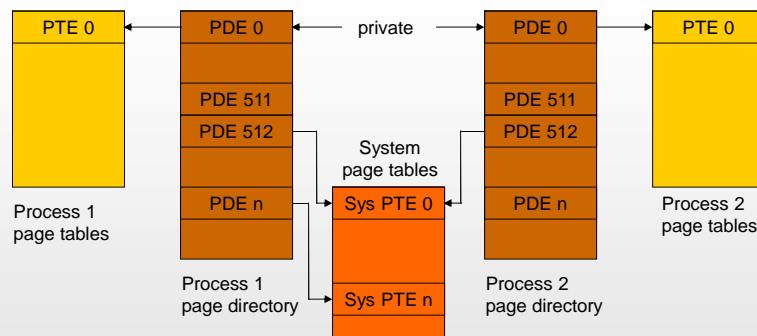 PTE 0
PDE 0
private
PDE 0
PTE 0
PDE 511
PDE 512
PDE 511
PDE 512
System
page tables
Process 1
page tables
PDE n
Sys PTE 0
PDE n
Process 2
page tables
Process 1
page directory
Sys PTE n
Process 2
page directory